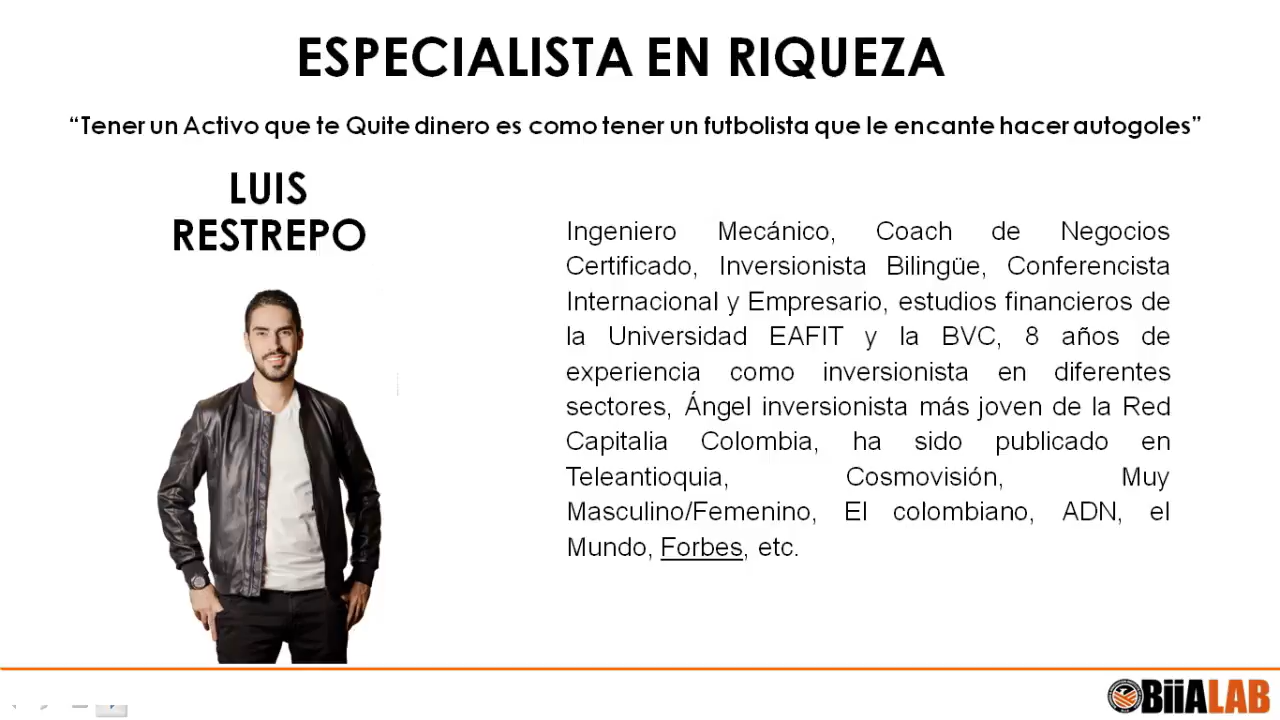 ESPECIALISTA EN RIQUEZA
“Tener un Activo que te Quite dinero es como tener un futbolista que le encante hacer autogoles”
LUIS
RESTREPO
Ingeniero Mecánico, Coach de Negocios
Certificado, Inversionista Bilingüe, Conferencista
Internacional y Empresario, estudios financieros de
la Universidad EAFIT y la BVC, 8 años de
experiencia como inversionista en diferentes
sectores, Ángel inversionista más joven de la Red
Capitalia Colombia, ha sido publicado en
Teleantioquia, Cosmovisión, Muy
Masculino/Femenino, El colombiano, ADN, el
Mundo, Forbes, etc.
BiiALAB